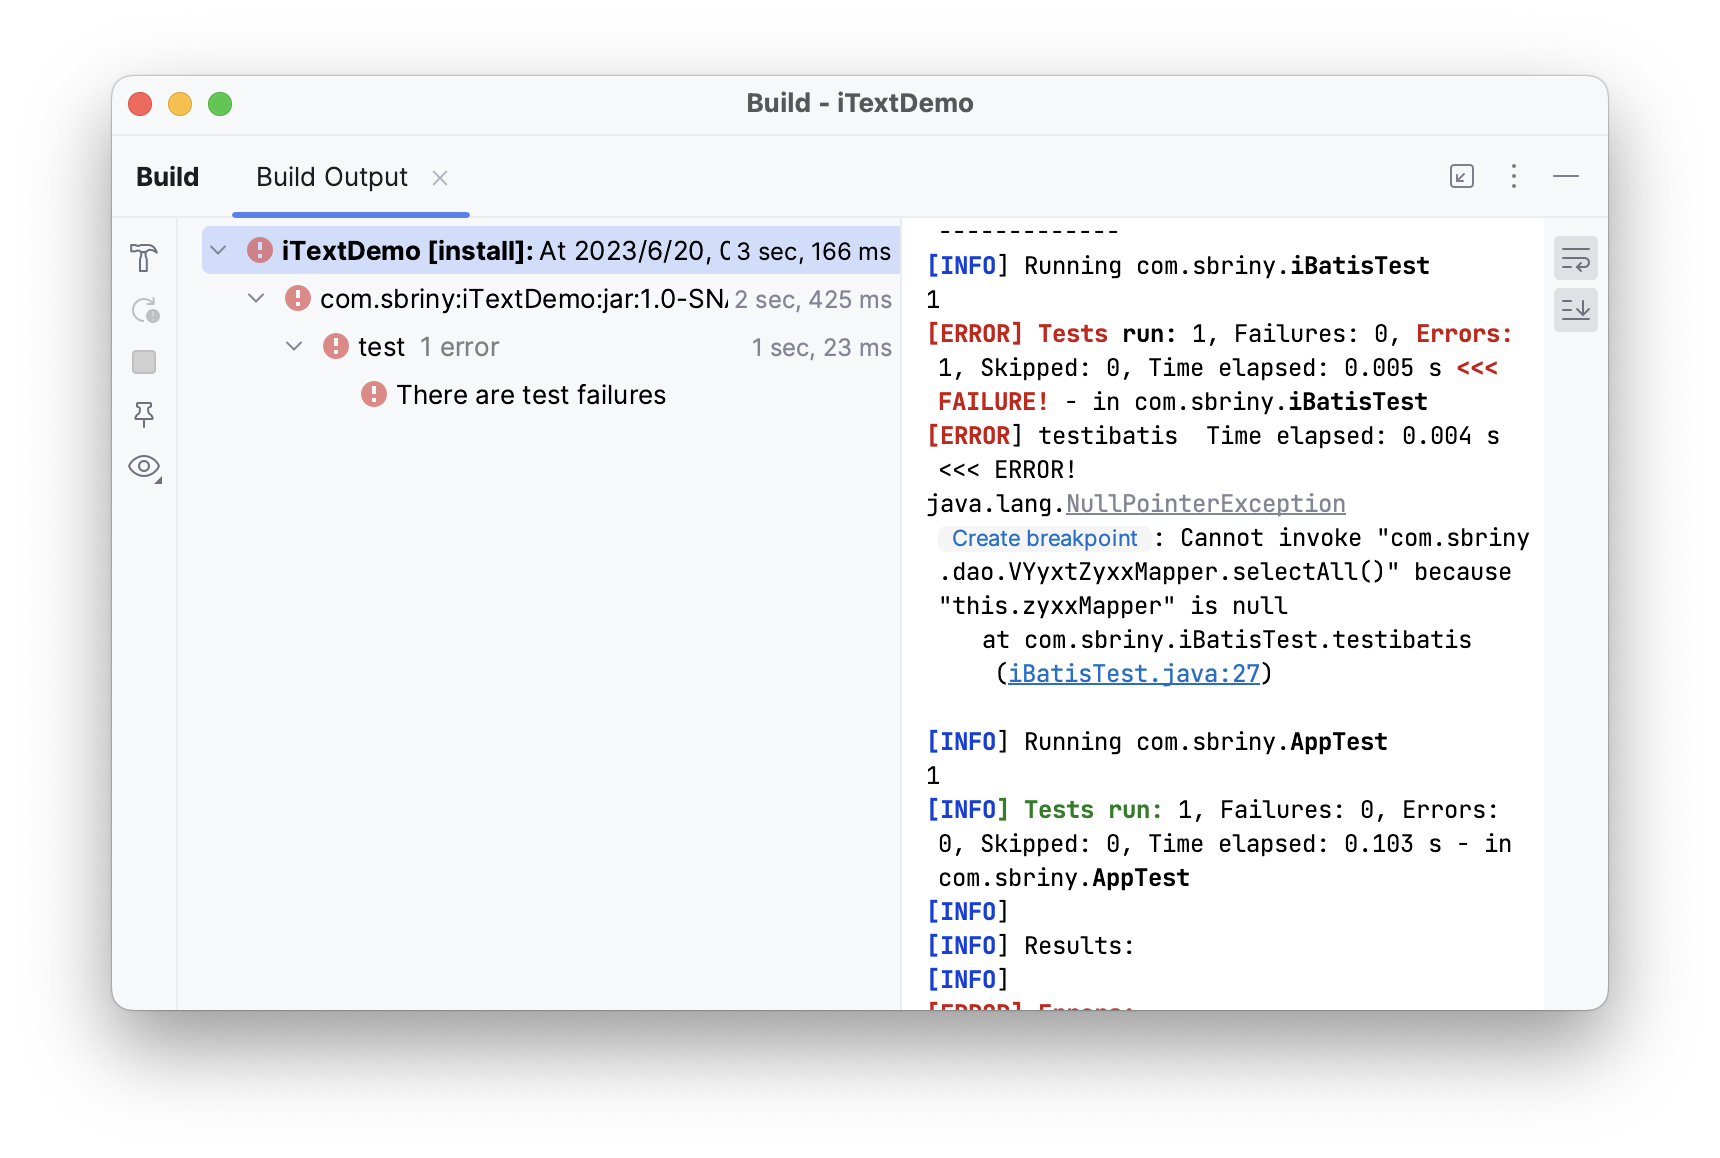 Build - iTextDemo
Build
Build Output
iTextDemo [install]: At 2023/6/20, 3 sec, 166 ms
com.sbriny:iTextDemo:jar:1.0-SN 2 sec, 425 ms
test 1 error 1 sec, 23 ms
There are test failures
-------------
[INFO] Running com.sbriny.iBatisTest
1
[ERROR] Tests run: 1, Failures: 0, Errors:
1, Skipped: 0, Time elapsed: 0.005 s <<<
FAILURE! - in com.sbriny.iBatisTest
[ERROR] testibatis  Time elapsed: 0.004 s
<<< ERROR!
java.lang.NullPointerException
Create breakpoint : Cannot invoke "com.sbriny
.dao.VYyxtZyxxMapper.selectAll()" because
"this.zyxxMapper" is null
at com.sbriny.iBatisTest.testibatis
(iBatisTest.java:27)
[INFO] Running com.sbriny.AppTest
1
[INFO] Tests run: 1, Failures: 0, Errors:
0, Skipped: 0, Time elapsed: 0.103 s - in
com.sbriny.AppTest
[INFO]
[INFO] Results:
[INFO]
[ERROR] Errors: